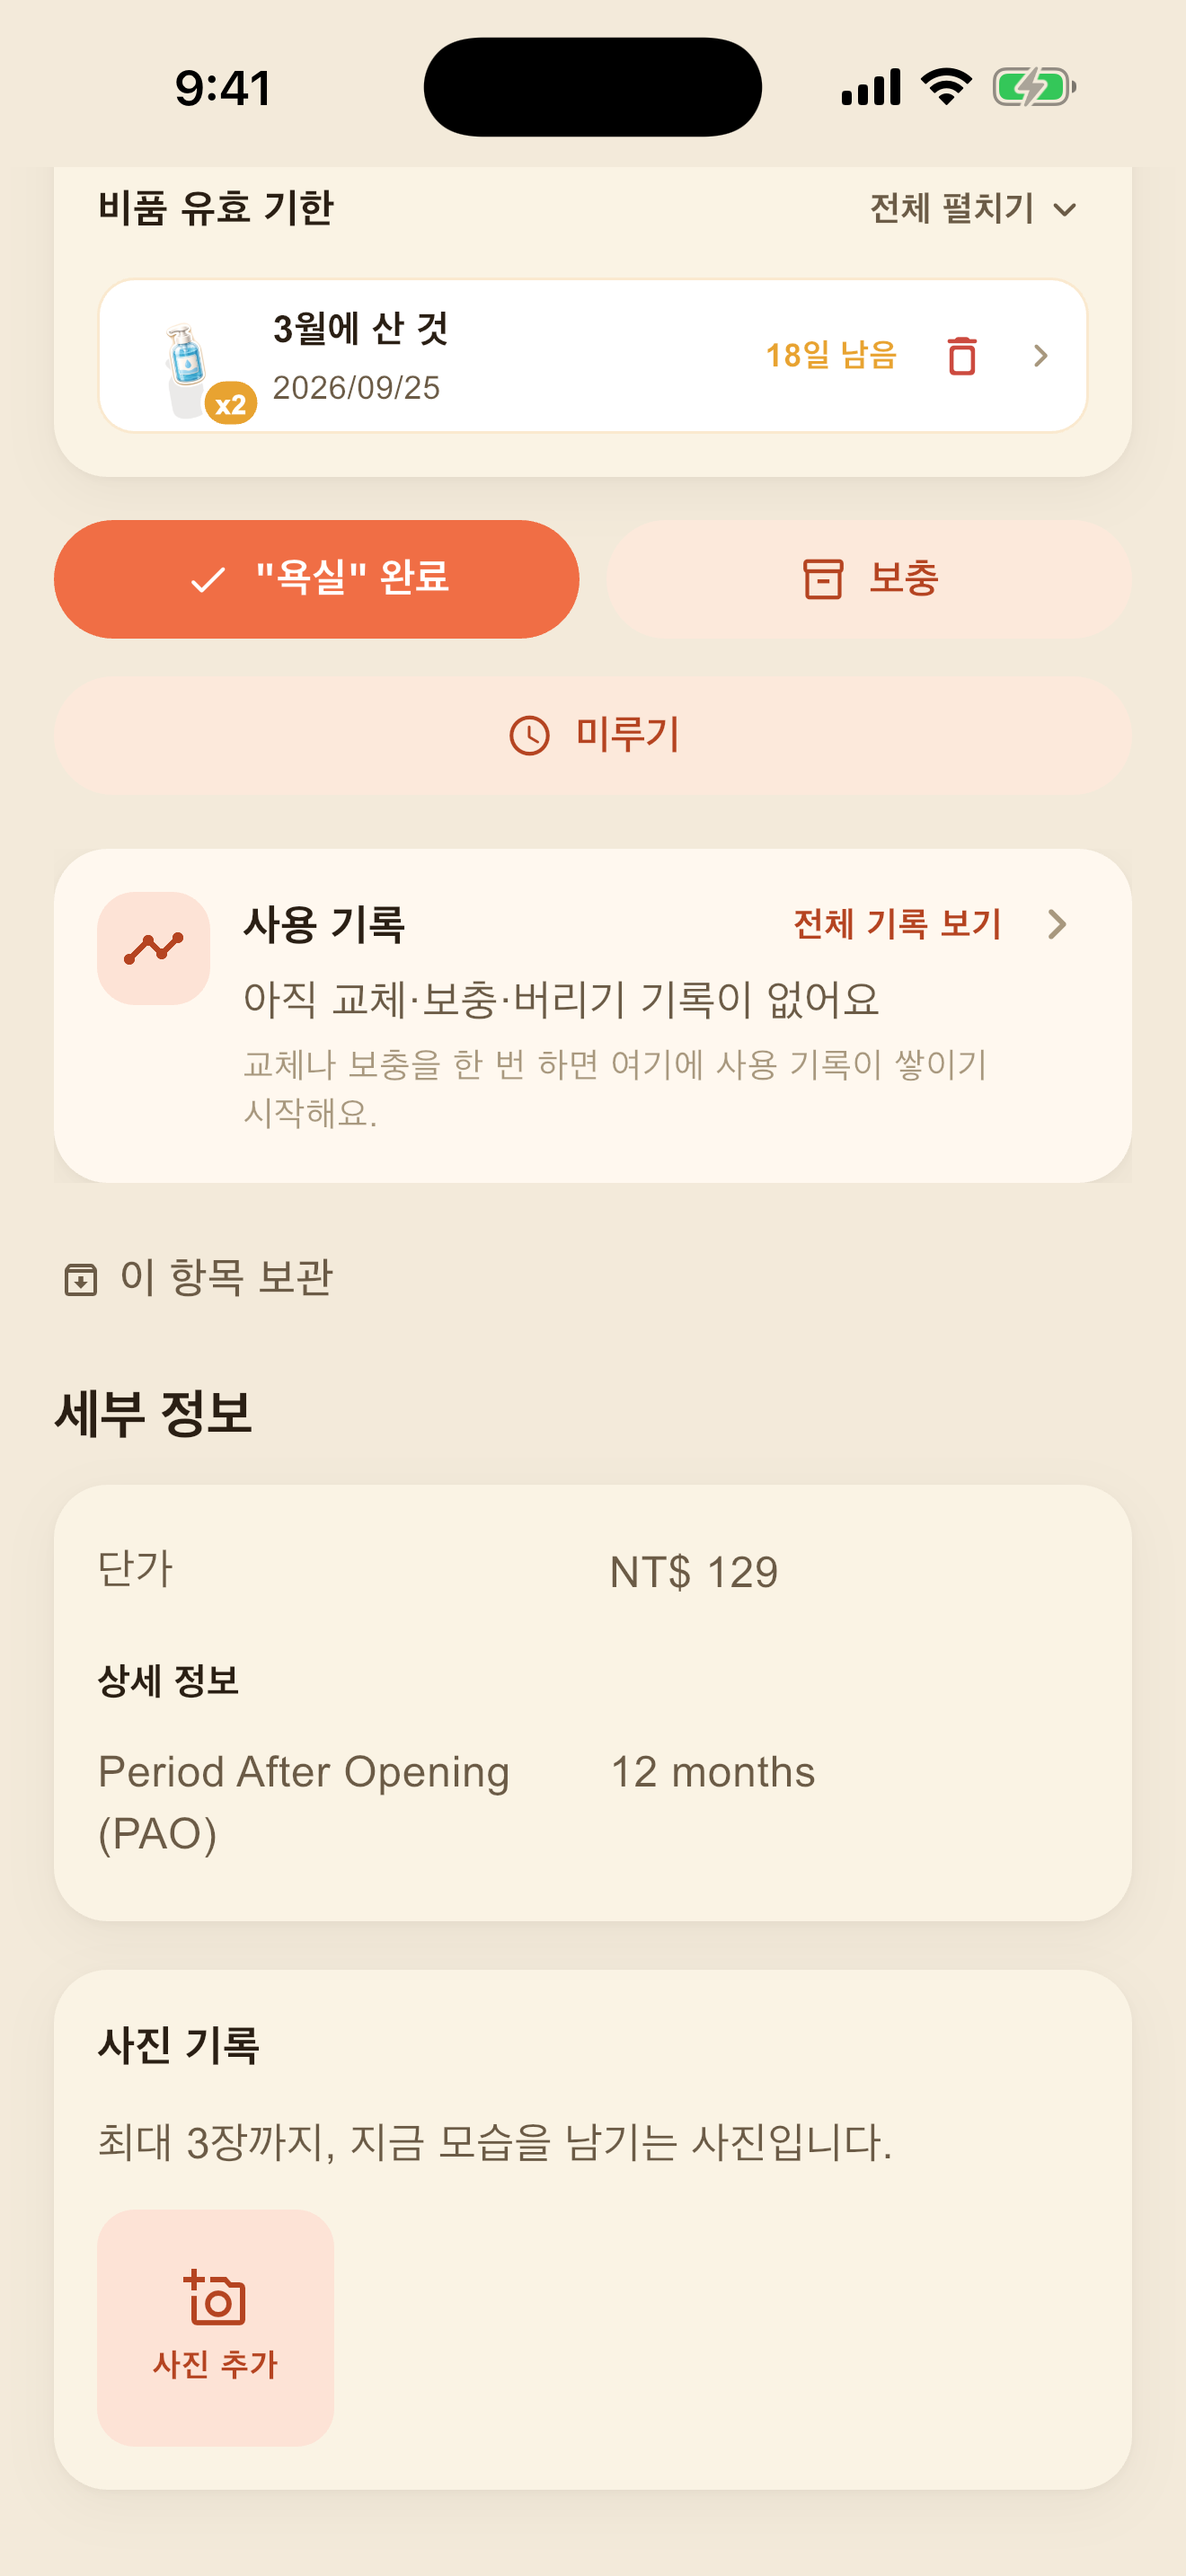 9:41
비품 유효 기한
전체 펼치기
3월에 산 것
18일 남음
2026/09/25
x2
"욕실" 완료
보충
미루기
사용 기록
전체 기록 보기
아직 교체·보충·버리기 기록이 없어요
교체나 보충을 한 번 하면 여기에 사용 기록이 쌓이기
시작해요.
이 항목 보관
세부 정보
단가
NT$ 129
상세 정보
Period After Opening
(PAO)
12 months
사진 기록
최대 3장까지, 지금 모습을 남기는 사진입니다.
사진 추가